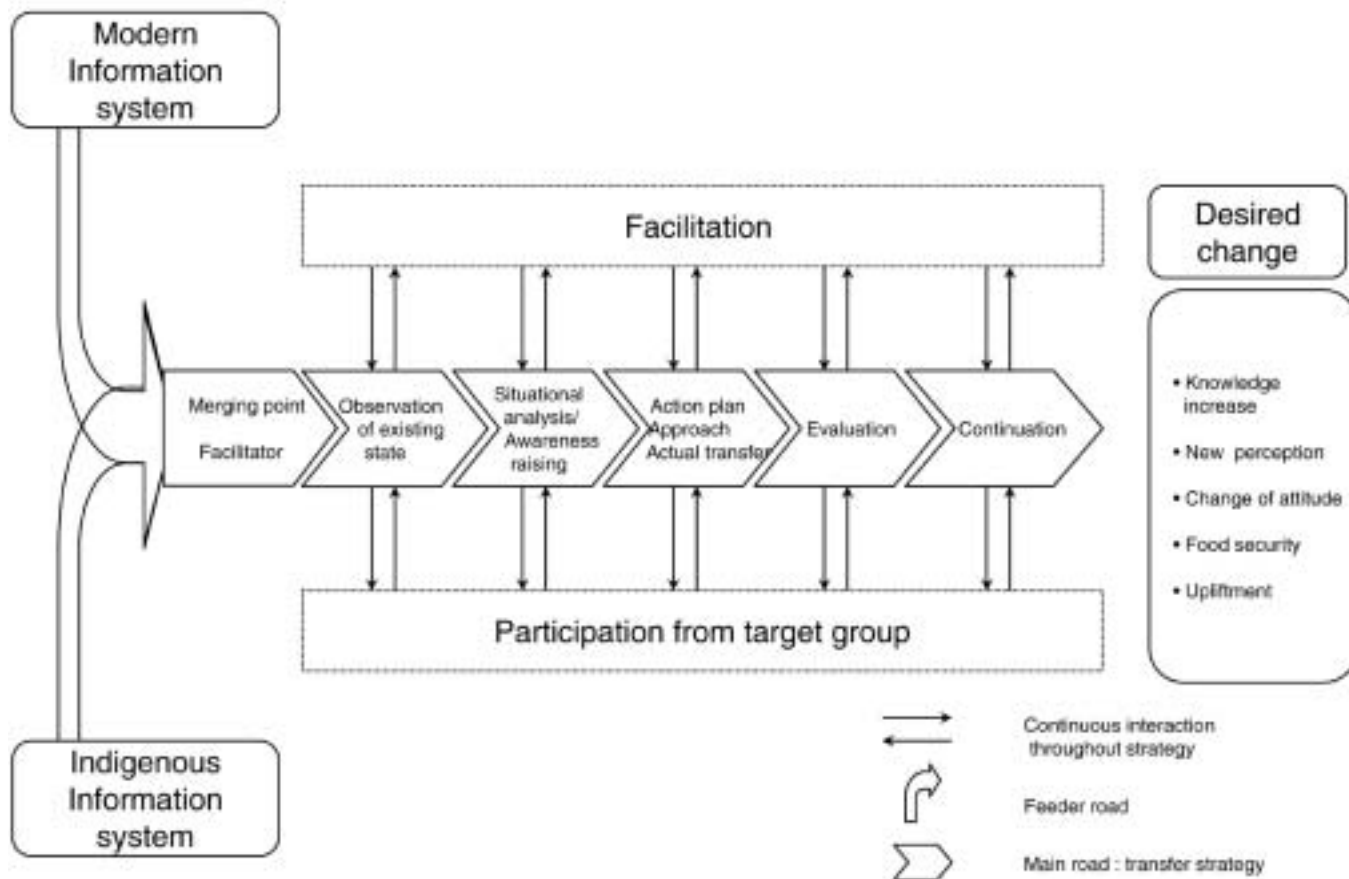 Modern
Information
system
Facilitation
Desired
change
Merging point
Facilitator
Observation
of existing
state
Situational
analysis/
Awareness
raising
Action plan
Approach
Actual transfer
Evaluation
Continuation
• Knowledge
increase
• New perception
• Change of attitude
• Food security
• Upliftment
Participation from target group
Indigenous
Information
system
Continuous interaction
throughout strategy
Feeder road
Main road : transfer strategy